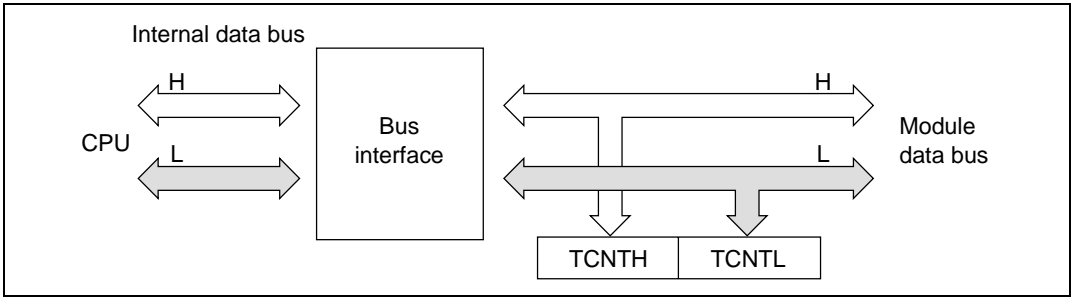 Internal data bus
H
H
CPU
Bus
interface
Module
data bus
L
L
TCNTH
TCNTL